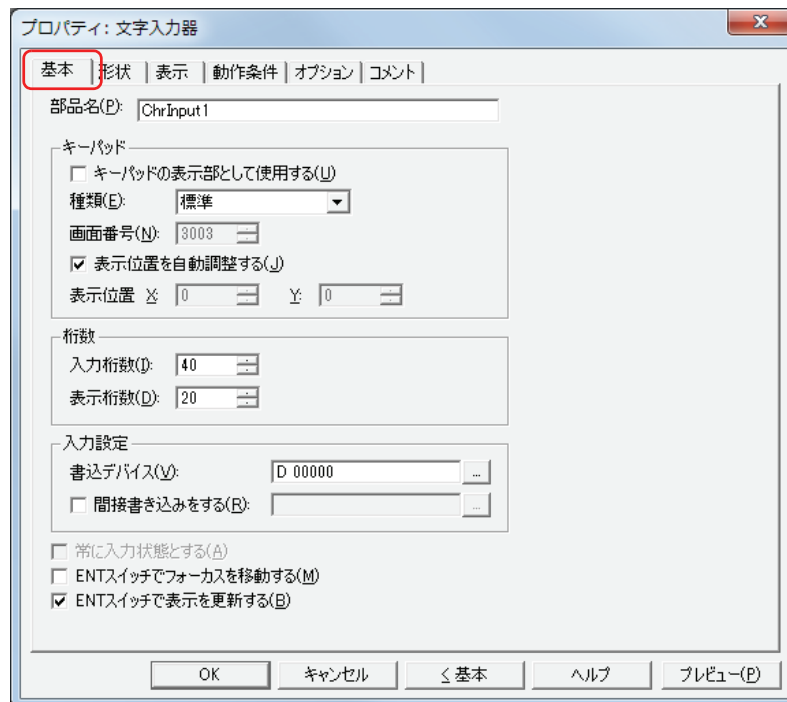 プロパティ: 文字入力器
基本 形状 表示 動作条件 オプション コメント
部品名(P): ChrInput1
キーパッド
キーパッドの表示部として使用する(U)
種類(E): 標準
画面番号(N): 3003
表示位置を自動調整する(J)
表示位置 X: 0 Y: 0
桁数
入力桁数(I): 40
表示桁数(D): 20
入力設定
書込デバイス(V): D 00000 ...
間接書き込みをする(R): ...
常に入力状態とする(A)
ENTスイッチでフォーカスを移動する(M)
ENTスイッチで表示を更新する(B)
OK キャンセル < 基本 ヘルプ プレビュー(P)